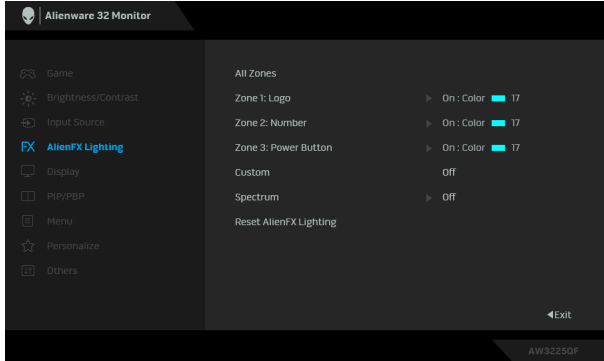 Alienware 32 Monitor
Game
Brightness/Contrast
Input Source
FX AlienFX Lighting
Display
PIP/PBP
Menu
Personalize
Others
All Zones
Zone 1: Logo On : Color 17
Zone 2: Number On : Color 17
Zone 3: Power Button On : Color 17
Custom Off
Spectrum Off
Reset AlienFX Lighting
Exit
AW3225QF